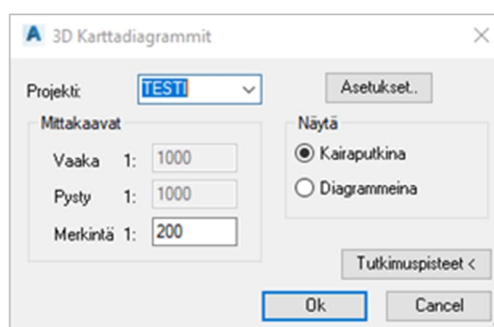 3D Karttadiagrammit
Projekti: TESTI
Asetukset..
Mittakaavat
Vaaka 1: 1000
Pysty 1: 1000
Merkintä 1: 200
Näytä
Kairaputkina
Diagrammeina
Tutkimuspisteet <
Ok Cancel